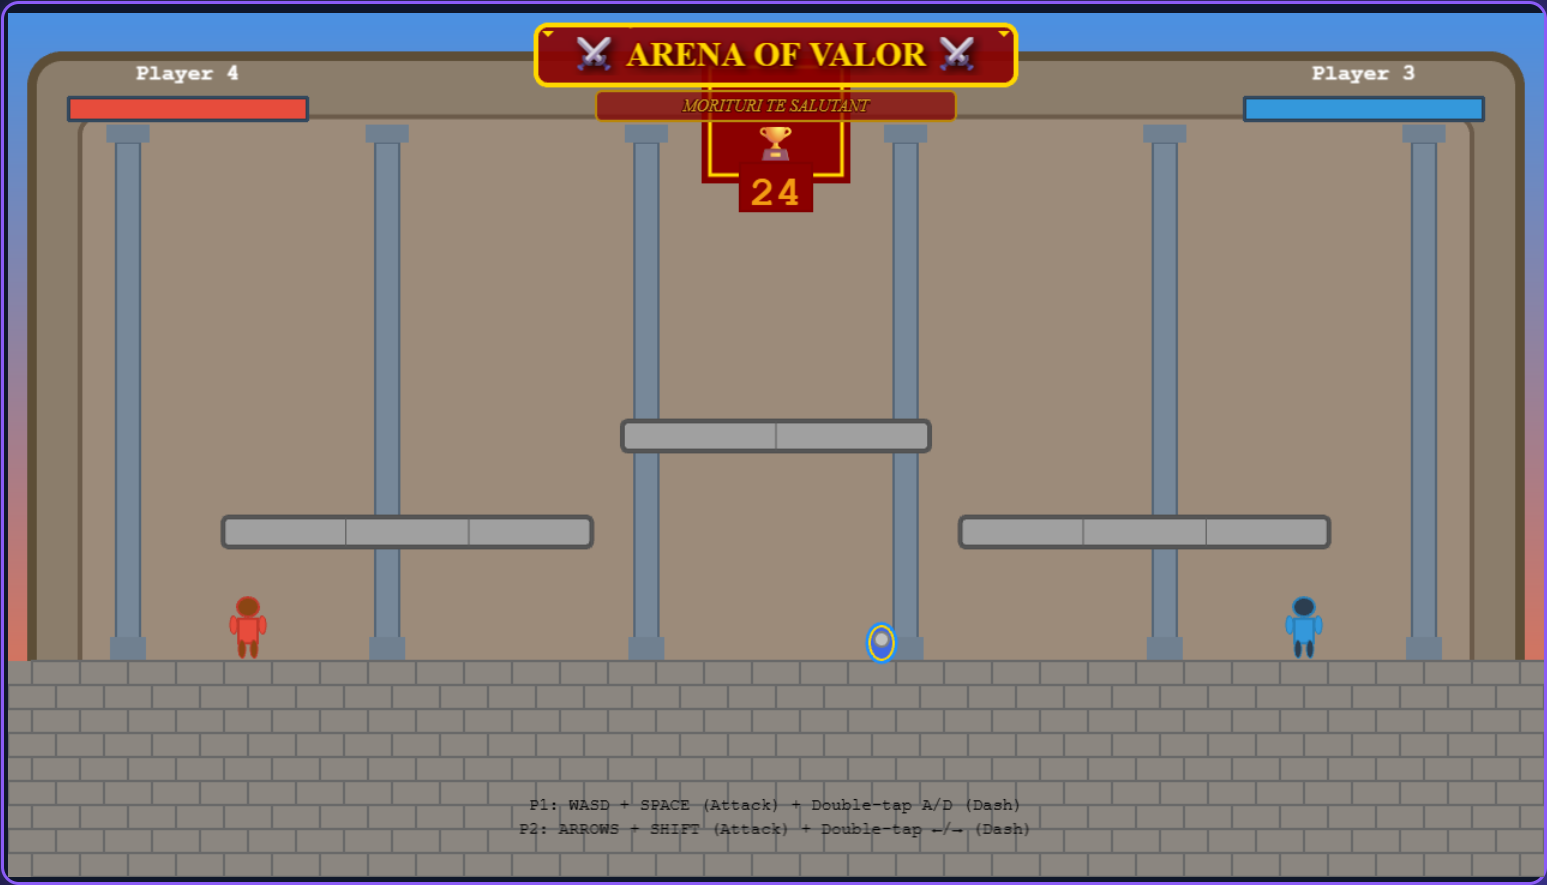 ARENA OF VALOR
Player 4
Player 3
MORITURI TE SALUTANT
24
P1: WASD + SPACE (Attack) + Double-tap A/D (Dash)
P2: ARROWS + SHIFT (Attack) + Double-tap ←/→ (Dash)